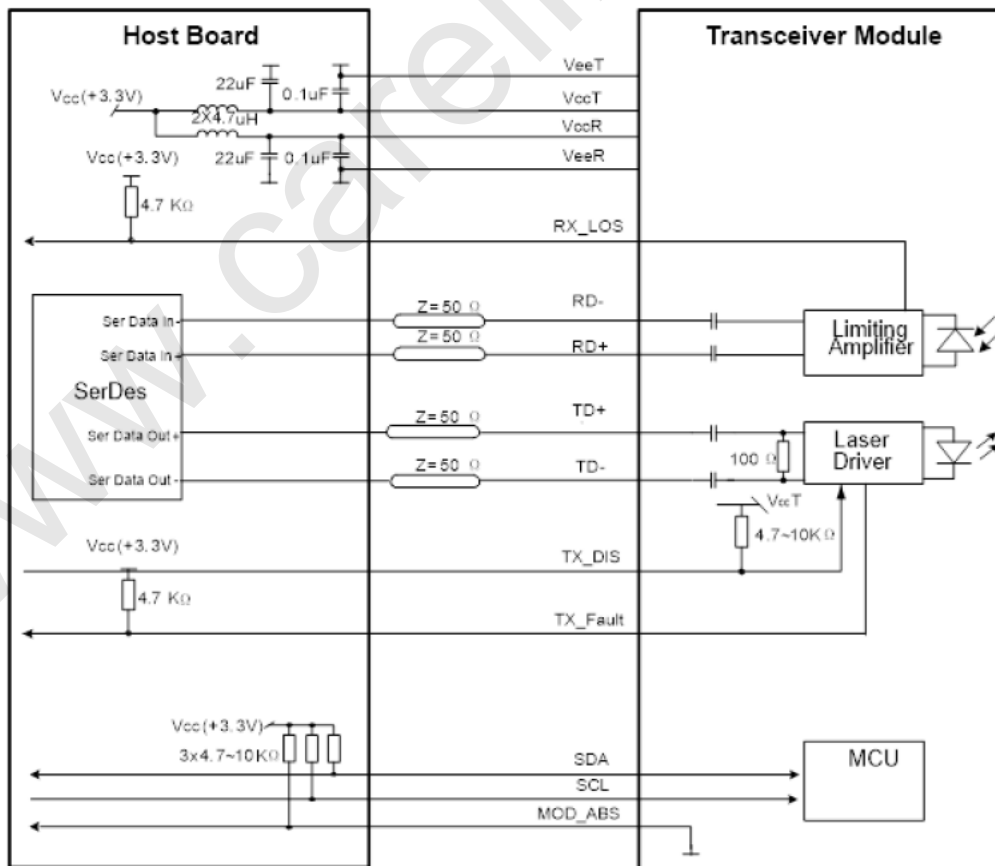 www.careli
Host Board
Transceiver Module
VeeT
22uF
0.1uF
Vcc(+3.3V)
VccT
2X4.7uH
VccR
Vcc(+3.3V)
22uF
0.1uF
VeeR
4.7 KΩ
RX_LOS
Z=50 Ω
RD-
Ser Data In -
Limiting
Amplifier
Z=50 Ω
RD+
Ser Data In +
SerDes
Z=50 Ω
TD+
Ser Data Out +
Laser
Driver
100 Ω
Z=50 Ω
TD-
Ser Data Out -
VccT
4.7~10KΩ
Vcc(+3.3V)
TX_DIS
4.7 KΩ
TX_Fault
Vcc(+3.3V)
3x4.7~10KΩ
SDA
MCU
SCL
MOD_ABS